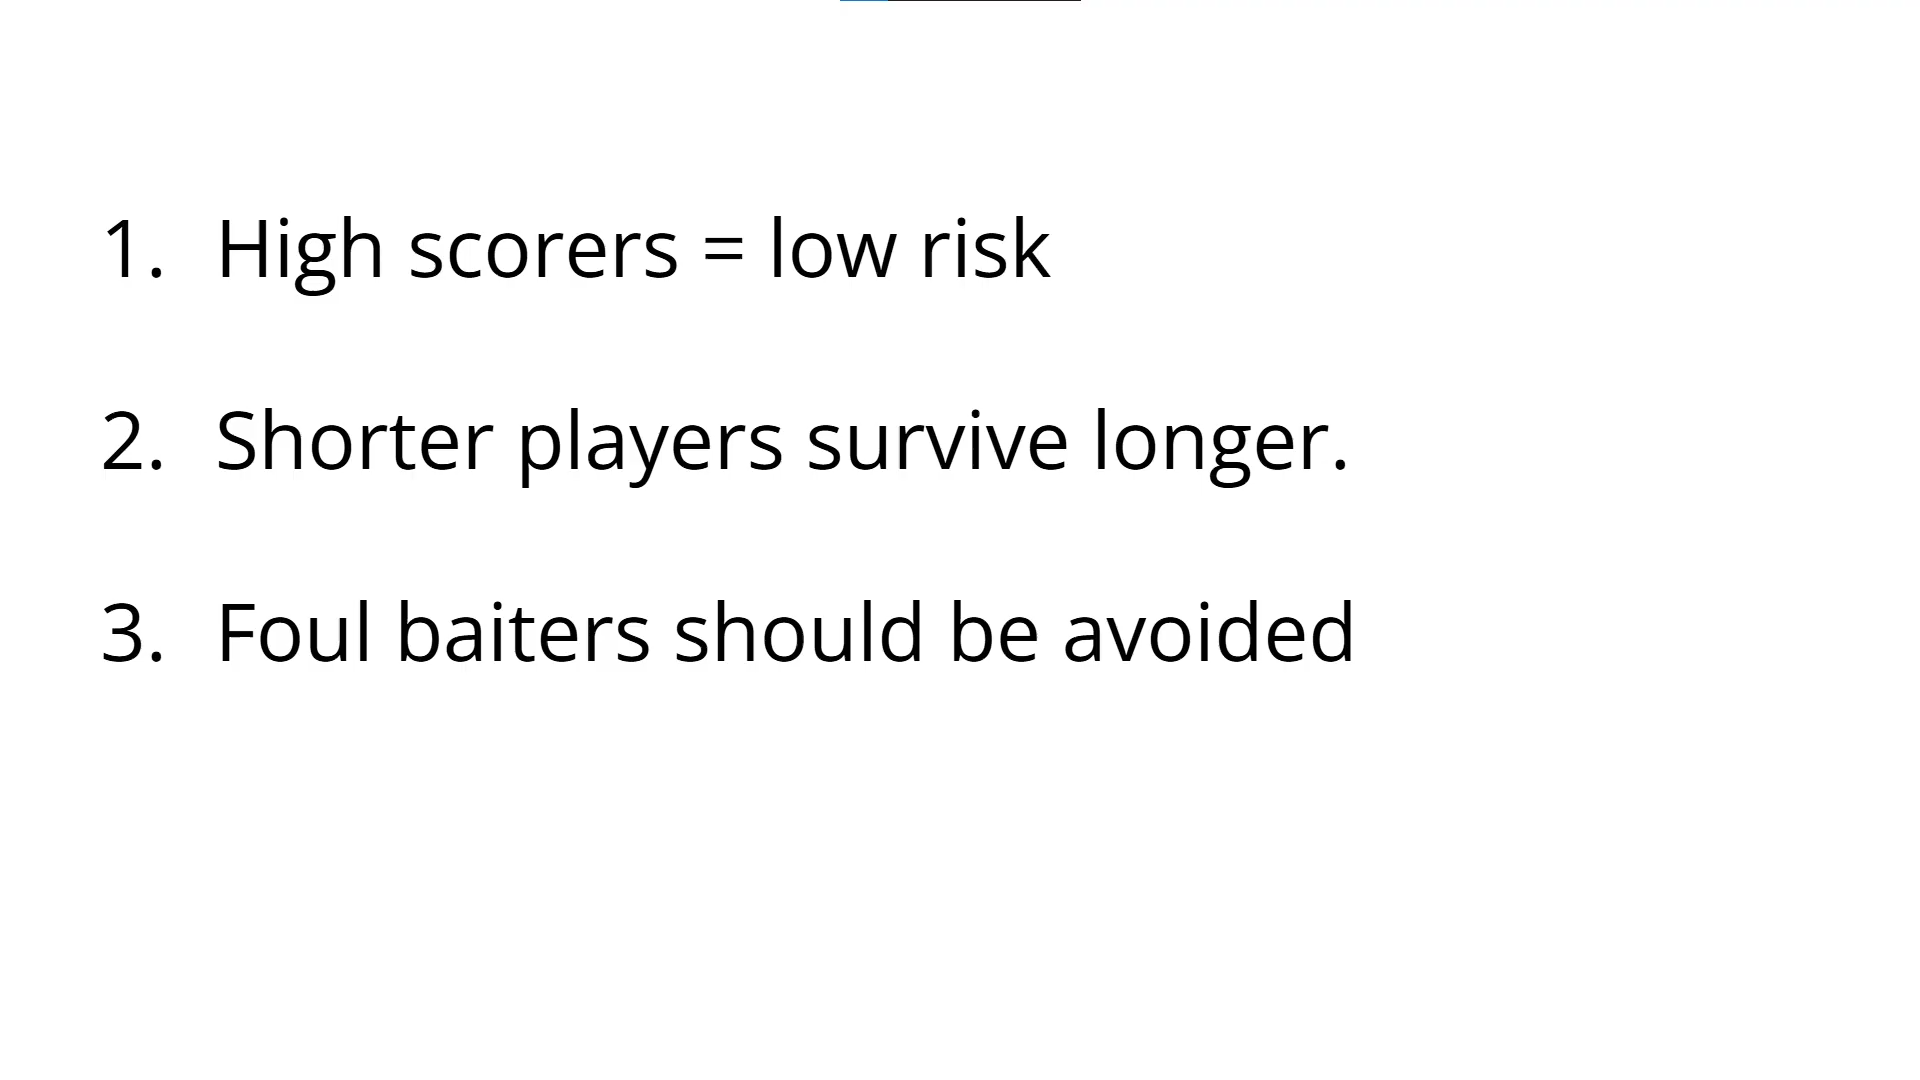 1. High scorers = low risk
2. Shorter players survive longer.
3. Foul baiters should be avoided